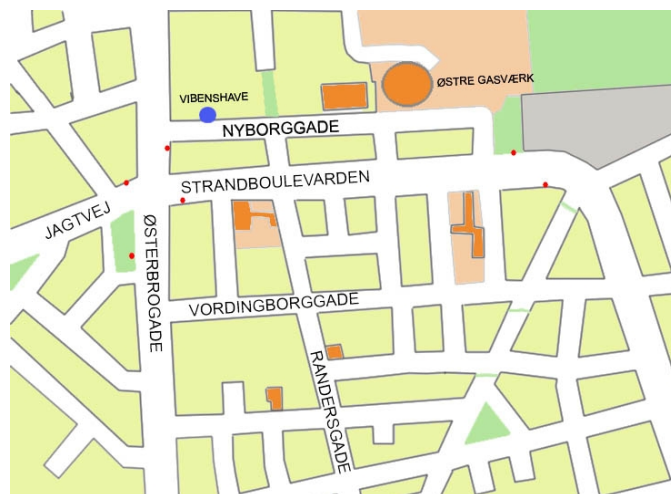 ØSTRE GASVÆRK
VIBENSHAVE
NYBORGGADE
STRANDBOULEVARDEN
JAGTVEJ
ØSTERBROGADE
VORDINGBORGGADE
RANDERSGADE